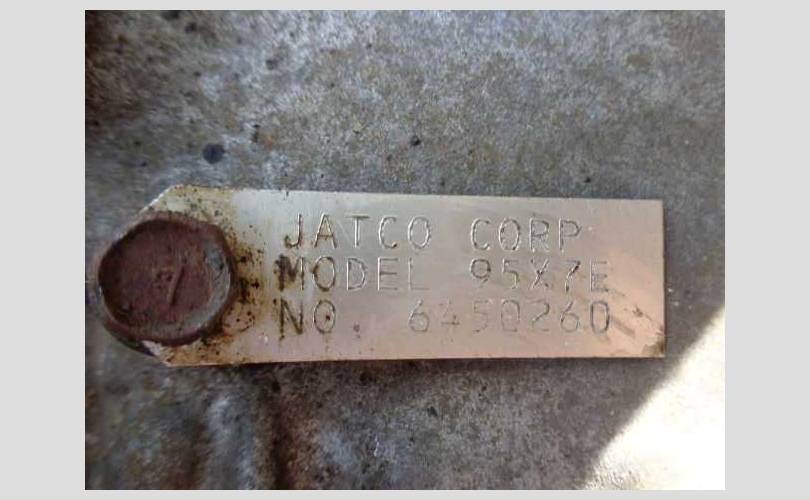 JATCO CORP
MODEL 95X7E
NO. 6450260